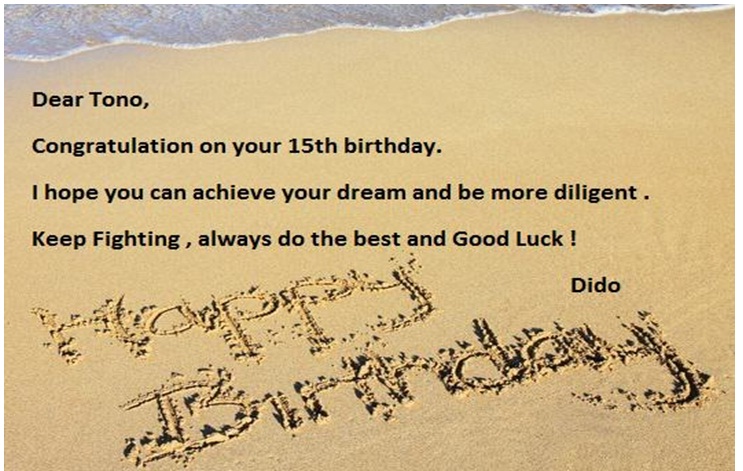 Dear Tono,
Congratulation on your 15th birthday.
I hope you can achieve your dream and be more diligent .
Keep Fighting , always do the best and Good Luck !
Dido
Happy
Birthday